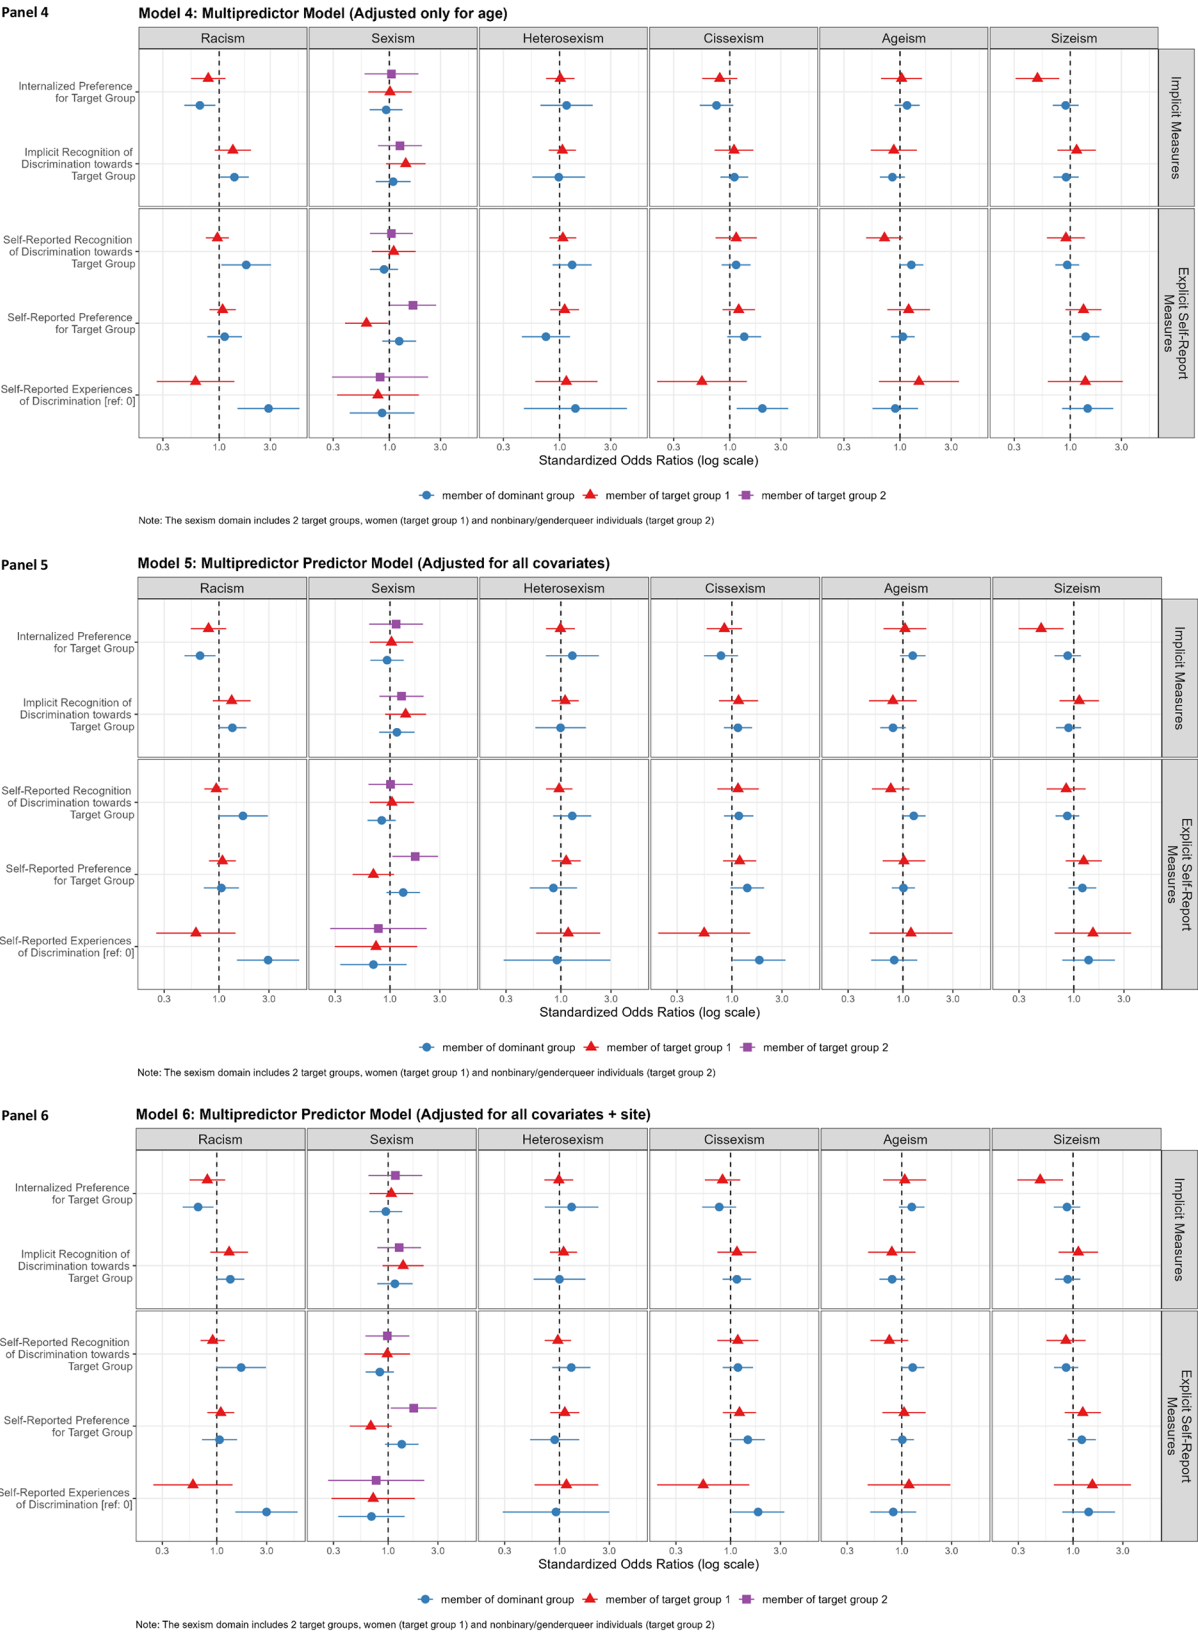 Panel 4
Model 4: Multipredictor Model (Adjusted only for age)
Racism Sexism Heterosexism Cissexism Ageism Sizeism
Internalized Preference
for Target Group
Implicit Recognition of
Discrimination towards
Target Group
Implicit Measures
Self-Reported Recognition
of Discrimination towards
Target Group
Self-Reported Preference
for Target Group
Self-Reported Experiences
of Discrimination [ref: 0]
Explicit Self-Report
Measures
0.3 1.0 3.0 0.3 1.0 3.0 0.3 1.0 3.0 0.3 1.0 3.0 0.3 1.0 3.0 0.3 1.0 3.0
Standardized Odds Ratios (log scale)
member of dominant group member of target group 1 member of target group 2
Note: The sexism domain includes 2 target groups, women (target group 1) and nonbinary/genderqueer individuals (target group 2)
Panel 5
Model 5: Multipredictor Predictor Model (Adjusted for all covariates)
Racism Sexism Heterosexism Cissexism Ageism Sizeism
Internalized Preference
for Target Group
Implicit Recognition of
Discrimination towards
Target Group
Implicit Measures
Self-Reported Recognition
of Discrimination towards
Target Group
Self-Reported Preference
for Target Group
Self-Reported Experiences
of Discrimination [ref: 0]
Explicit Self-Report
Measures
0.3 1.0 3.0 0.3 1.0 3.0 0.3 1.0 3.0 0.3 1.0 3.0 0.3 1.0 3.0 0.3 1.0 3.0
Standardized Odds Ratios (log scale)
member of dominant group member of target group 1 member of target group 2
Note: The sexism domain includes 2 target groups, women (target group 1) and nonbinary/genderqueer individuals (target group 2)
Panel 6
Model 6: Multipredictor Predictor Model (Adjusted for all covariates + site)
Racism Sexism Heterosexism Cissexism Ageism Sizeism
Internalized Preference
for Target Group
Implicit Recognition of
Discrimination towards
Target Group
Implicit Measures
Self-Reported Recognition
of Discrimination towards
Target Group
Self-Reported Preference
for Target Group
Self-Reported Experiences
of Discrimination [ref: 0]
Explicit Self-Report
Measures
0.3 1.0 3.0 0.3 1.0 3.0 0.3 1.0 3.0 0.3 1.0 3.0 0.3 1.0 3.0 0.3 1.0 3.0
Standardized Odds Ratios (log scale)
member of dominant group member of target group 1 member of target group 2
Note: The sexism domain includes 2 target groups, women (target group 1) and nonbinary/genderqueer individuals (target group 2)